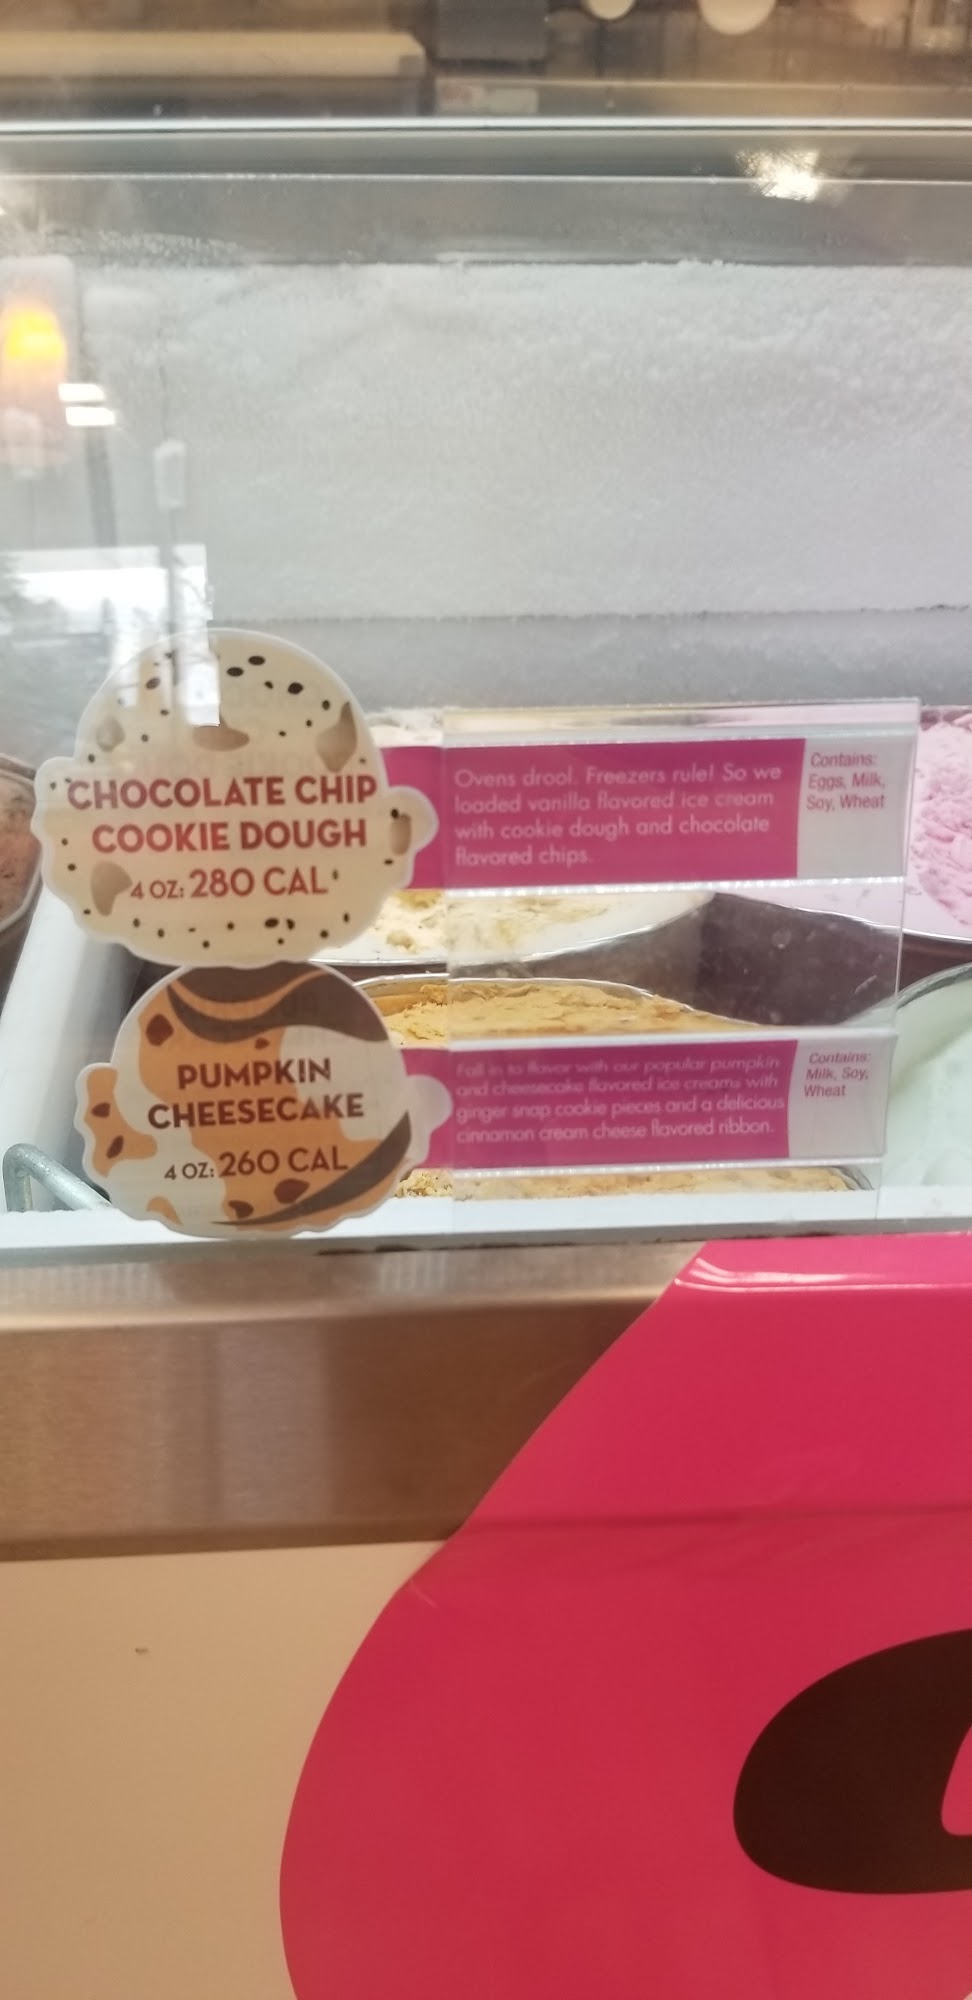 CHOCOLATE CHIP
COOKIE DOUGH
4 OZ: 280 CAL
Ovens drool. Freezers rule! So we
loaded vanilla flavored ice cream
with cookie dough and chocolate
flavored chips.
Contains:
Eggs, Milk,
Soy, Wheat
PUMPKIN
CHEESECAKE
4 OZ: 260 CAL
Fall in to flavor with our popular pumpkin
and cheesecake flavored ice creams with
ginger snap cookie pieces and a delicious
cinnamon cream cheese flavored ribbon.
Contains:
Milk, Soy,
Wheat